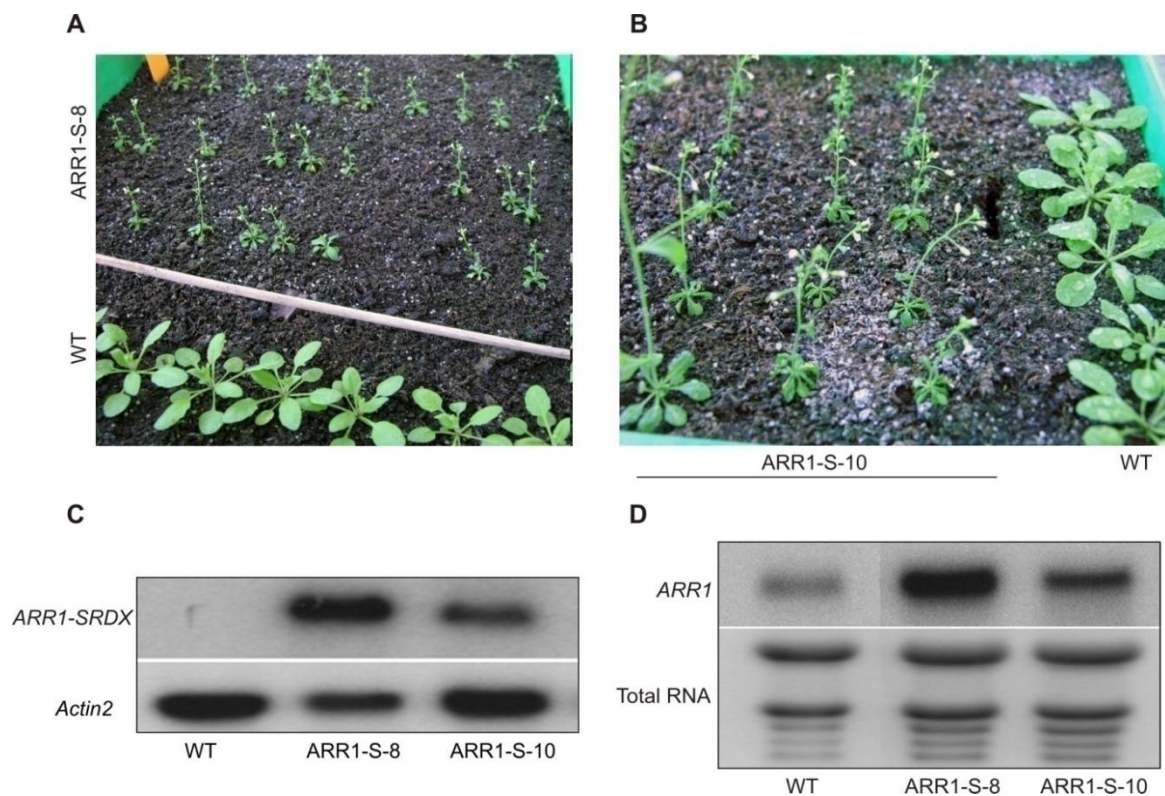 A
B
ARR1-S-8
WT
ARR1-S-10
WT
C
D
ARR1-SRDX
Actin2
WT
ARR1-S-8
ARR1-S-10
ARR1
Total RNA
WT
ARR1-S-8
ARR1-S-10